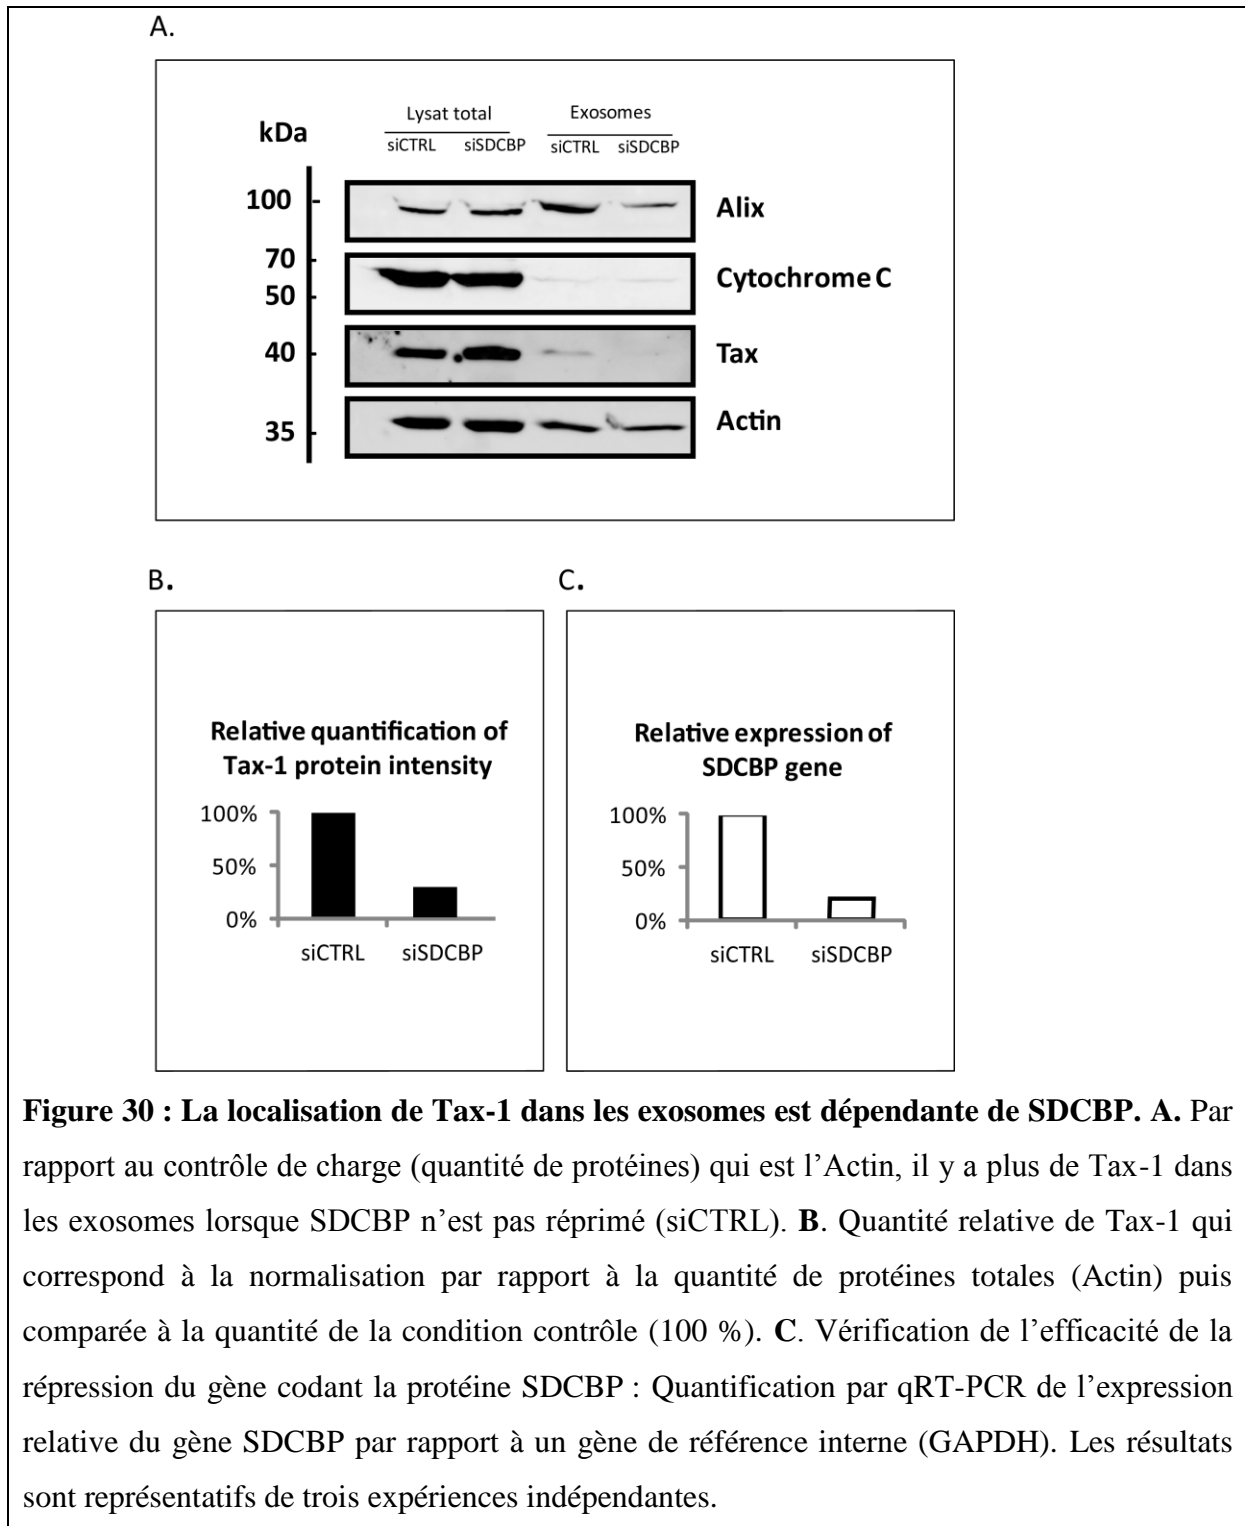 A.
Lysat total Exosomes
kDa siCTRL siSDCBP siCTRL siSDCBP
100 Alix
70
Cytochrome C
50
40 Tax
35 Actin
B. C.
Relative quantification of
Tax-1 protein intensity
100%
50%
0%
siCTRL siSDCBP
Relative expression of
SDCBP gene
100%
50%
0%
siCTRL siSDCBP
Figure 30 : La localisation de Tax-1 dans les exosomes est dépendante de SDCBP. A. Par
rapport au contrôle de charge (quantité de protéines) qui est l’Actin, il y a plus de Tax-1 dans
les exosomes lorsque SDCBP n’est pas réprimé (siCTRL). B. Quantité relative de Tax-1 qui
correspond à la normalisation par rapport à la quantité de protéines totales (Actin) puis
comparée à la quantité de la condition contrôle (100 %). C. Vérification de l’efficacité de la
répression du gène codant la protéine SDCBP : Quantification par qRT-PCR de l’expression
relative du gène SDCBP par rapport à un gène de référence interne (GAPDH). Les résultats
sont représentatifs de trois expériences indépendantes.